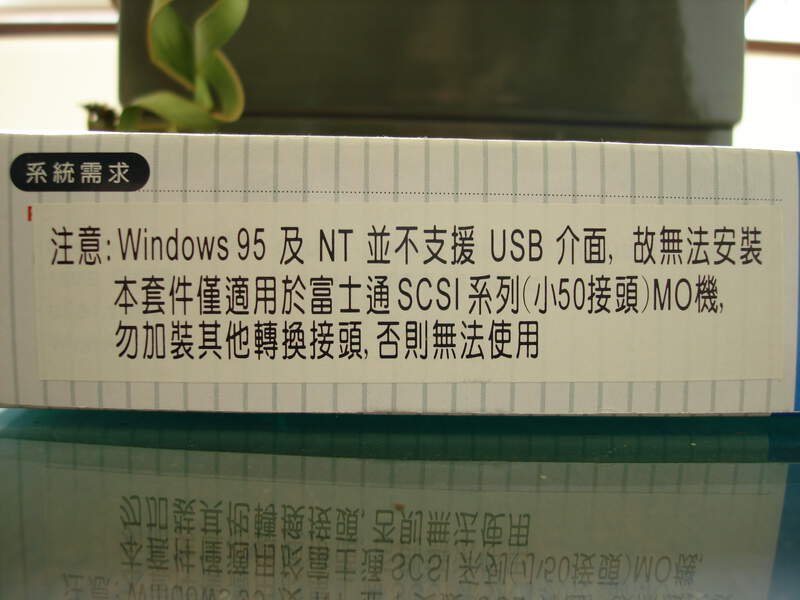 系統需求
注意:Windows 95 及 NT 並不支援 USB 介面, 故無法安裝
本套件僅適用於富士通SCSI系列(小50接頭)MO機,
勿加裝其他轉換接頭,否則無法使用